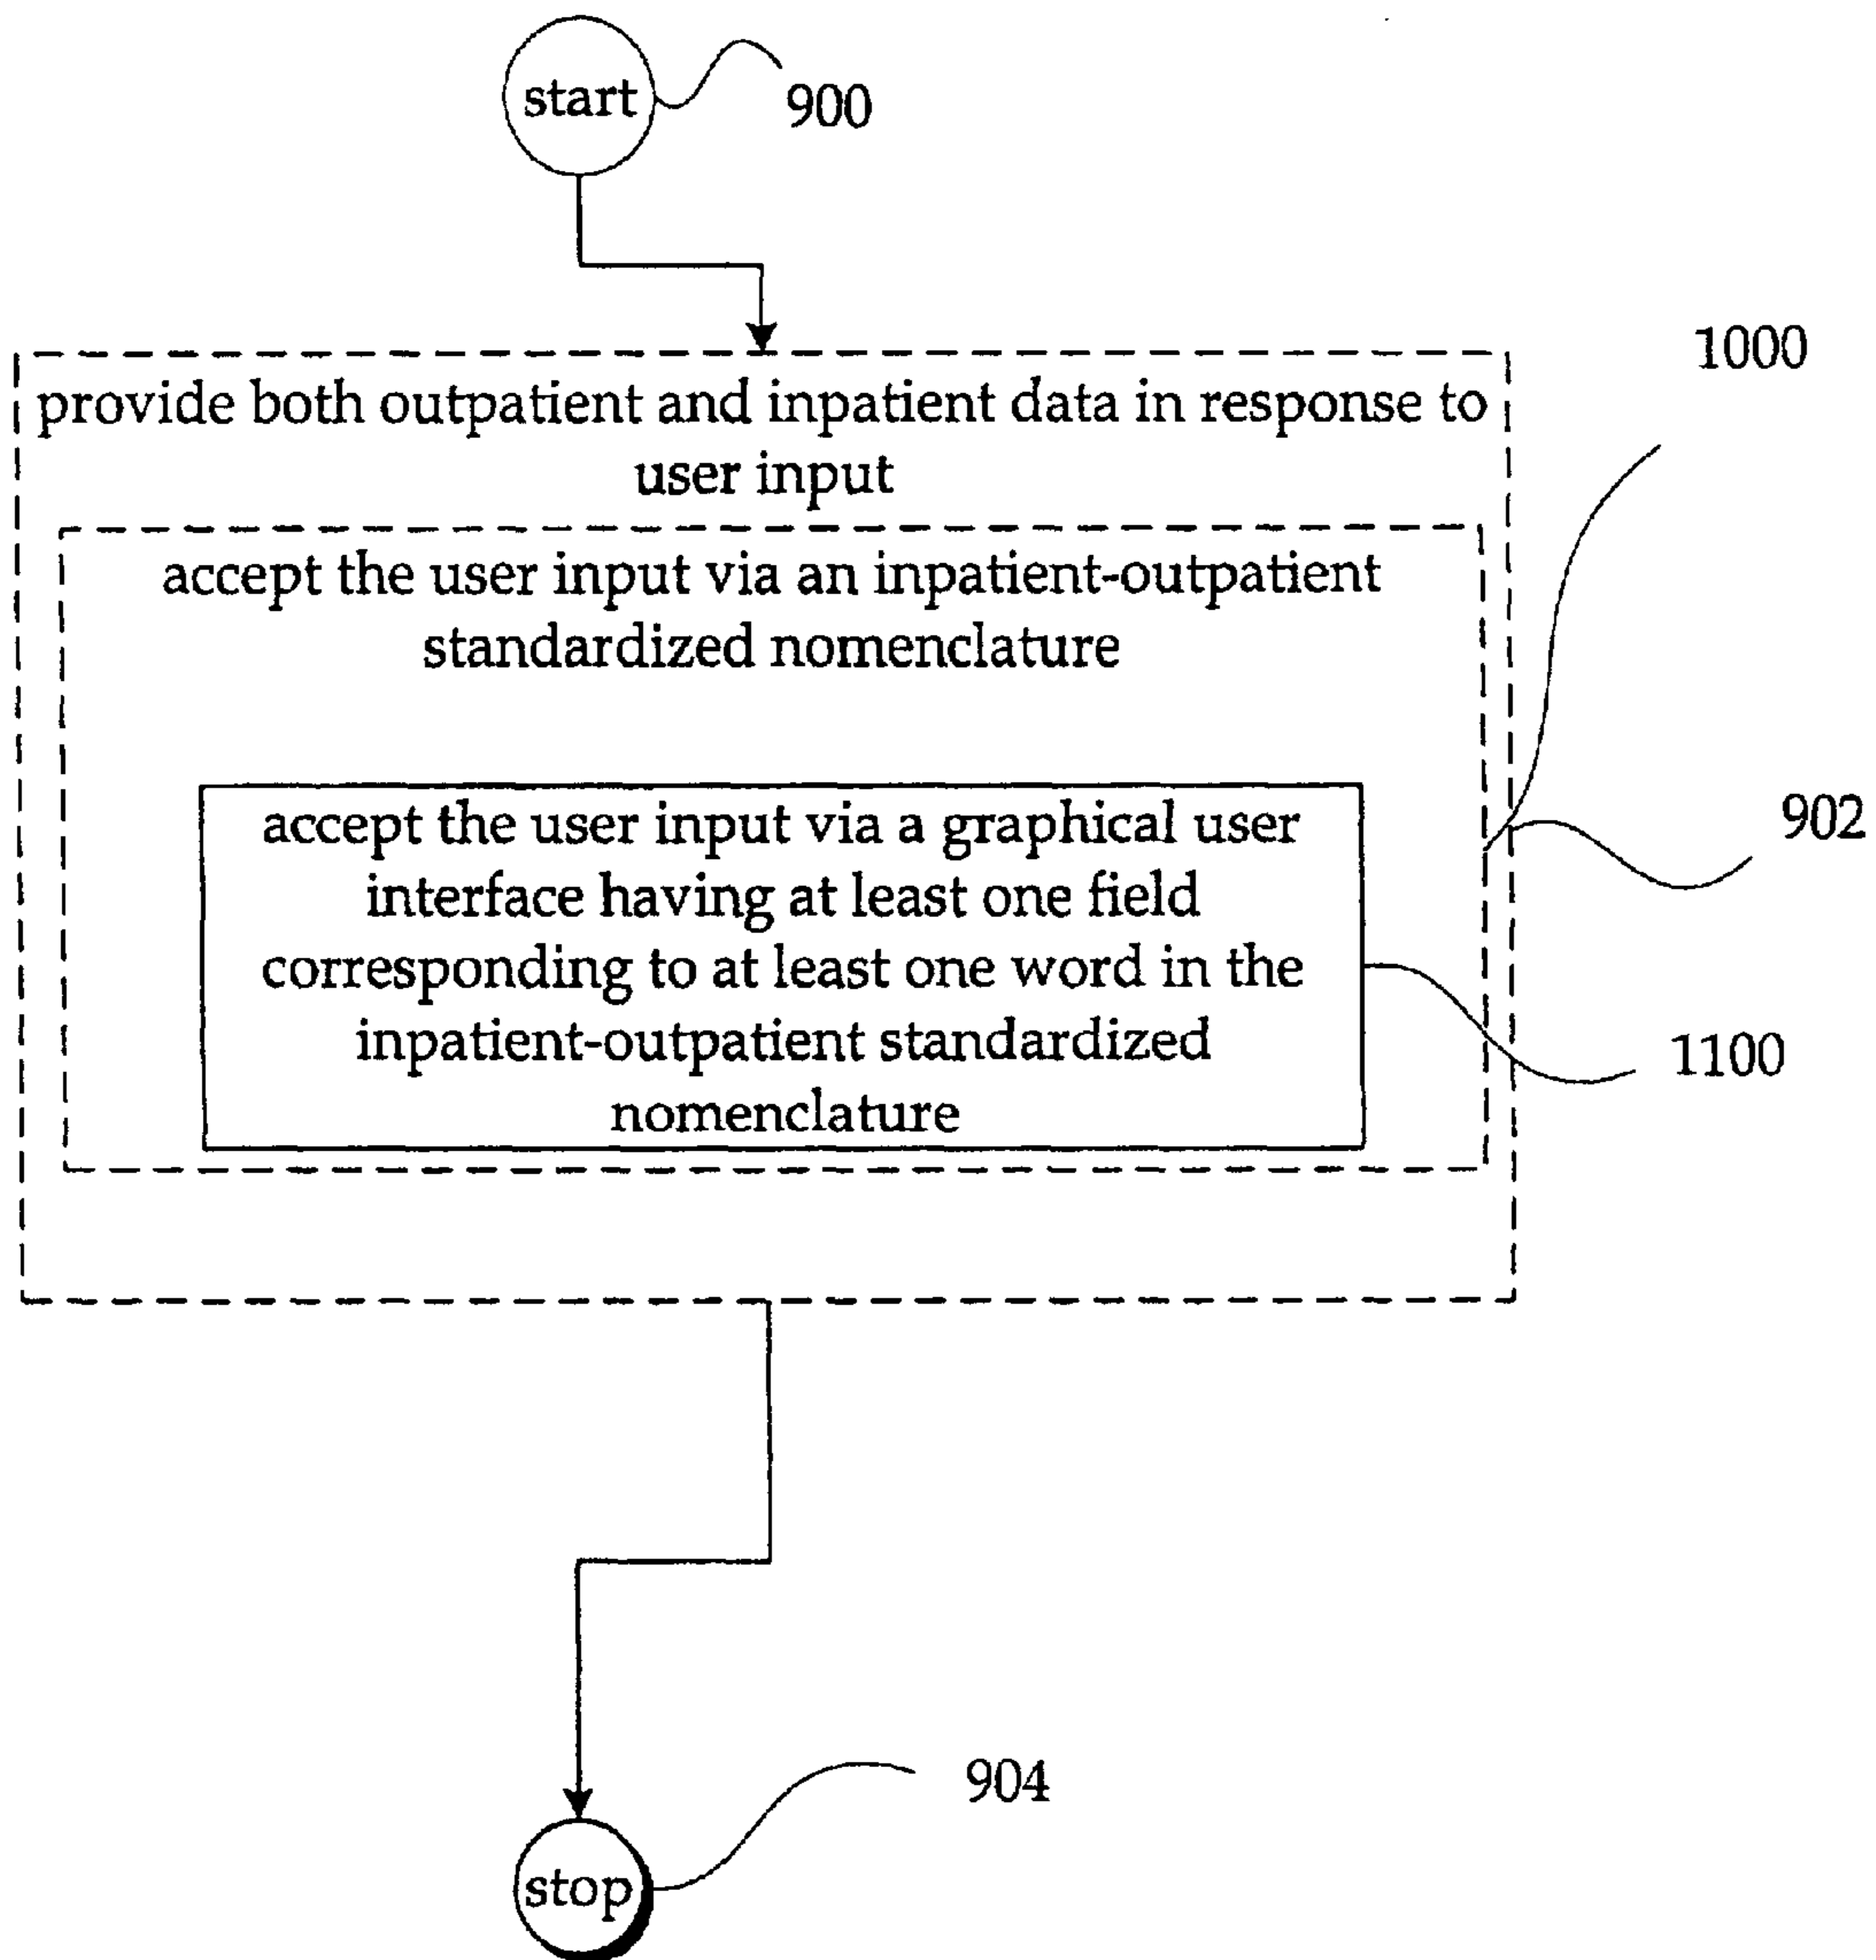 start
900
1000
provide both outpatient and inpatient data in response to
user input
accept the user input via an inpatient-outpatient
standardized nomenclature
902
accept the user input via a graphical user
interface having at least one field
corresponding to at least one word in the
inpatient-outpatient standardized
nomenclature
1100
904
stop